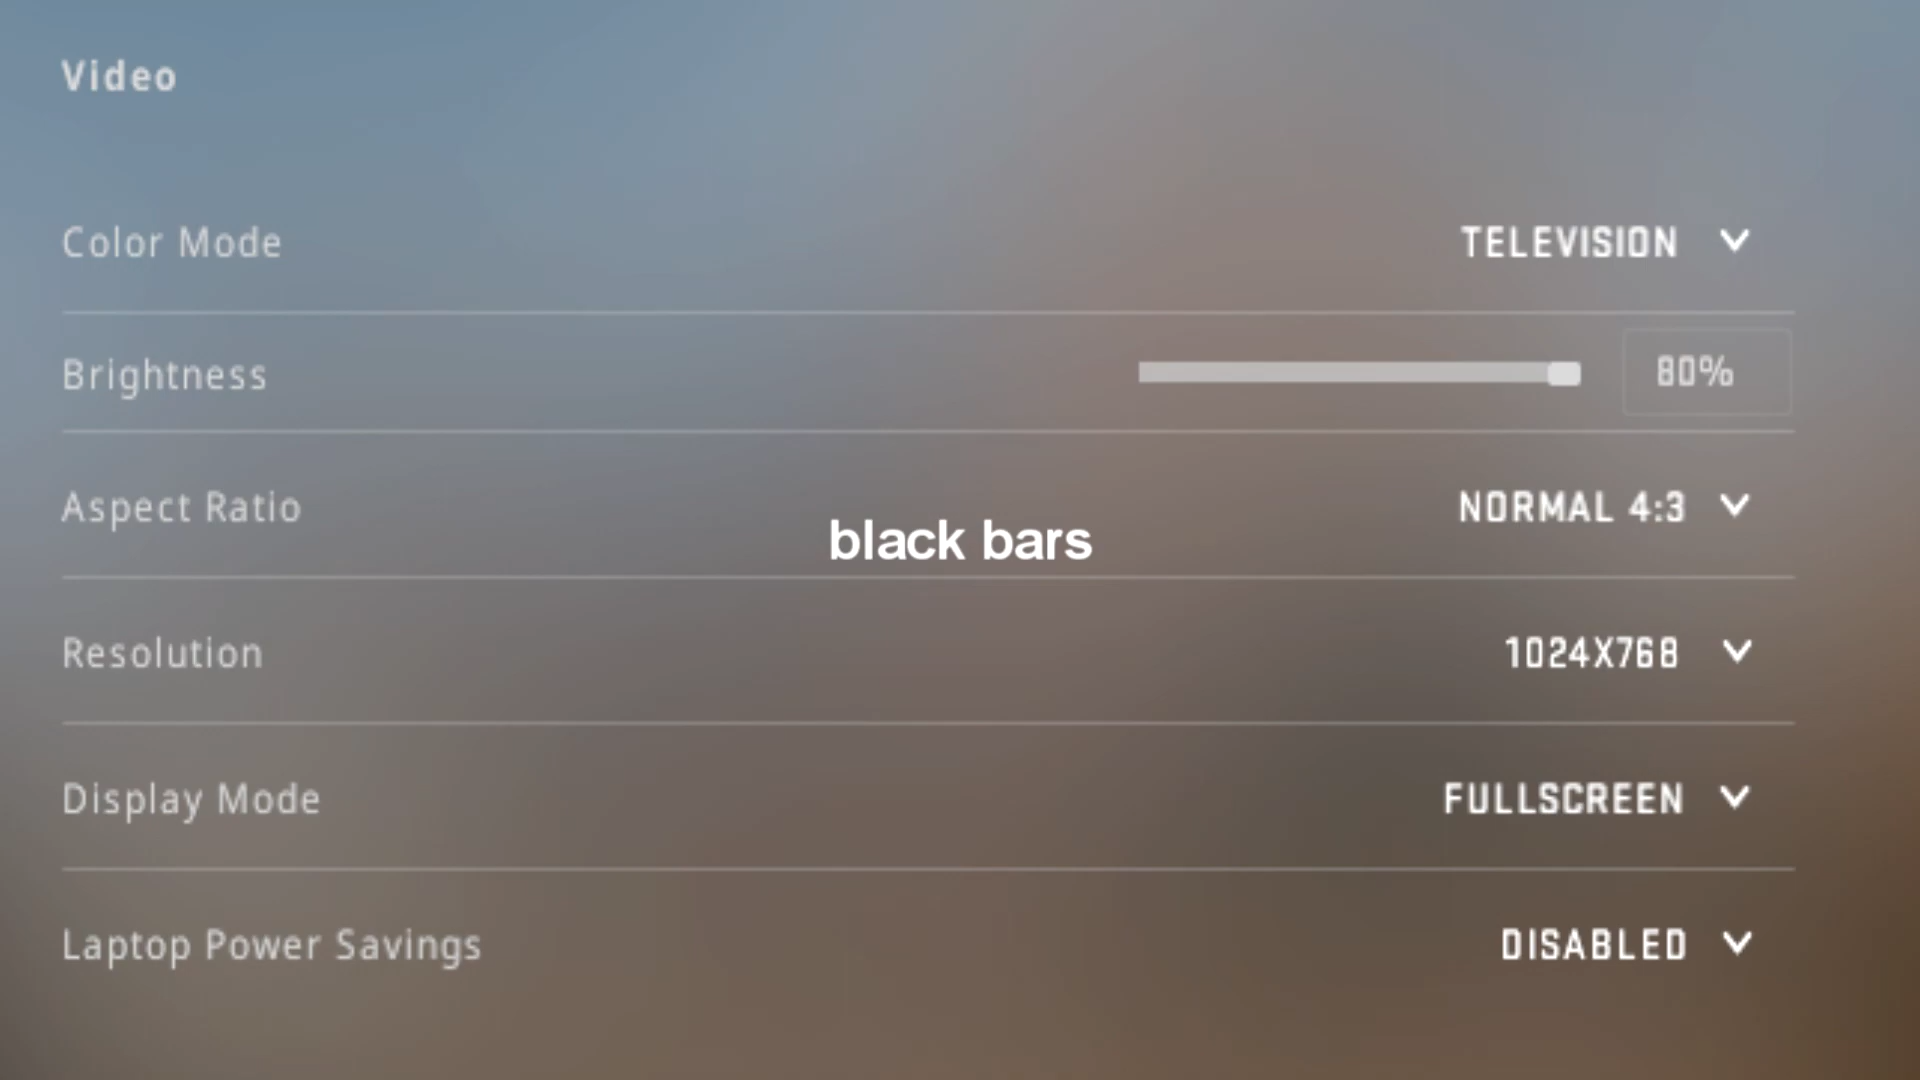 Video
Color Mode TELEVISION
Brightness 80%
Aspect Ratio NORMAL 4:3
black bars
Resolution 1024X768
Display Mode FULLSCREEN
Laptop Power Savings DISABLED